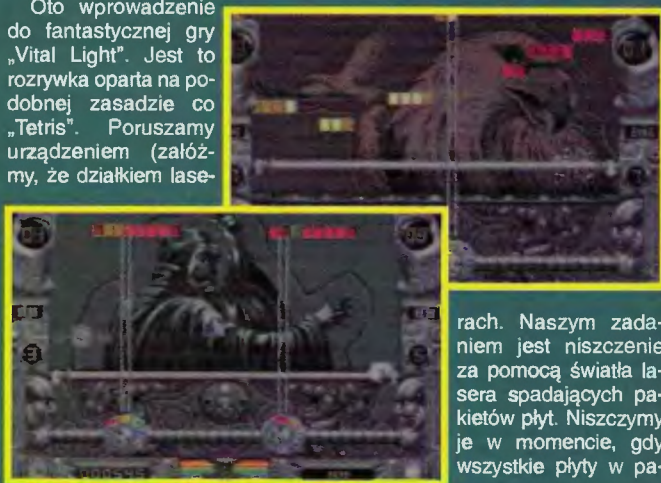 Oto wprowadzenie
do fantastycznej gry
„Vital Light”. Jest to
rozrywka oparta na po-
dobnej zasadzie co
„Tetris”. Poruszamy
urządzeniem (załóż-
my, że działkiem lase-
rach. Naszym zada-
niem jest niszczenie
za pomocą światła la-
sera spadających pa-
kietów płyt. Niszczymy
je w momencie, gdy
wszystkie płyty w pa-
000545